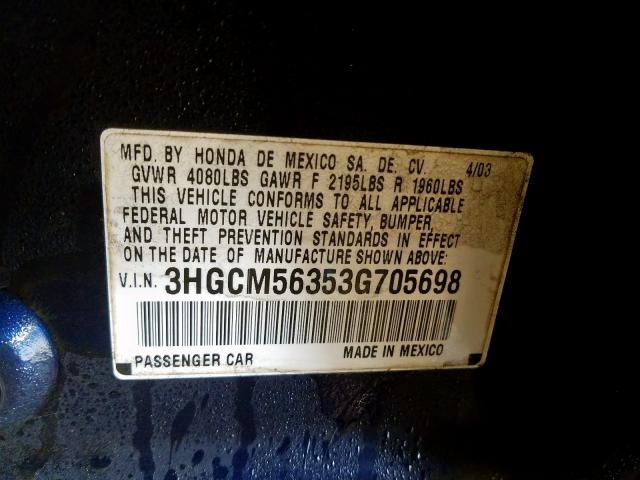 MFD. BY HONDA DE MEXICO SA. DE. CV. 4/03
GVWR 4080LBS GAWR F 2195LBS R 1960LBS
THIS VEHICLE CONFORMS TO ALL APPLICABLE
FEDERAL MOTOR VEHICLE SAFETY, BUMPER,
AND THEFT PREVENTION STANDARDS IN EFFECT
ON THE DATE OF MANUFACTURE SHOWN ABOVE:
V.I.N. 3HGCM56353G705698
PASSENGER CAR MADE IN MEXICO